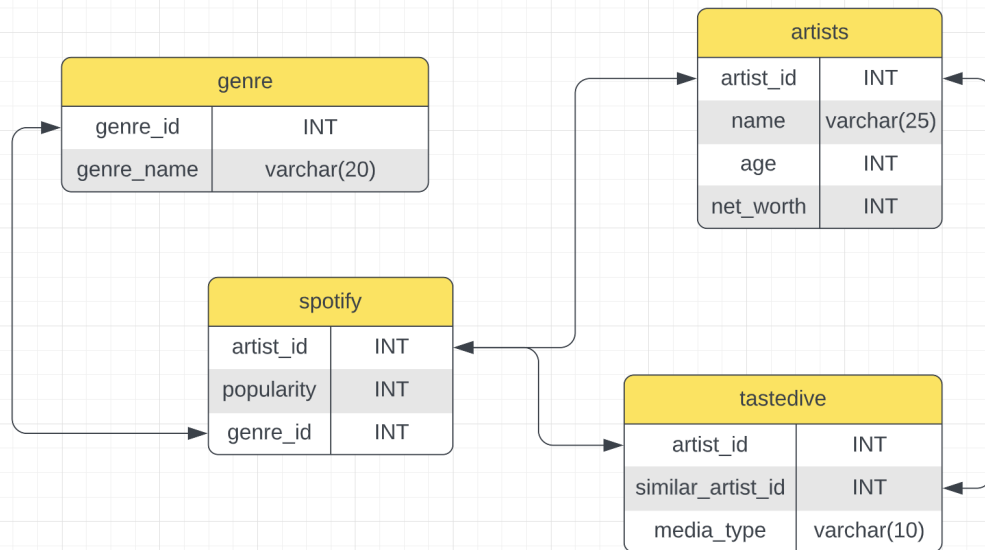 genre
genre_id INT
genre_name varchar(20)
artists
artist_id INT
name varchar(25)
age INT
net_worth INT
spotify
artist_id INT
popularity INT
genre_id INT
tastedive
artist_id INT
similar_artist_id INT
media_type varchar(10)